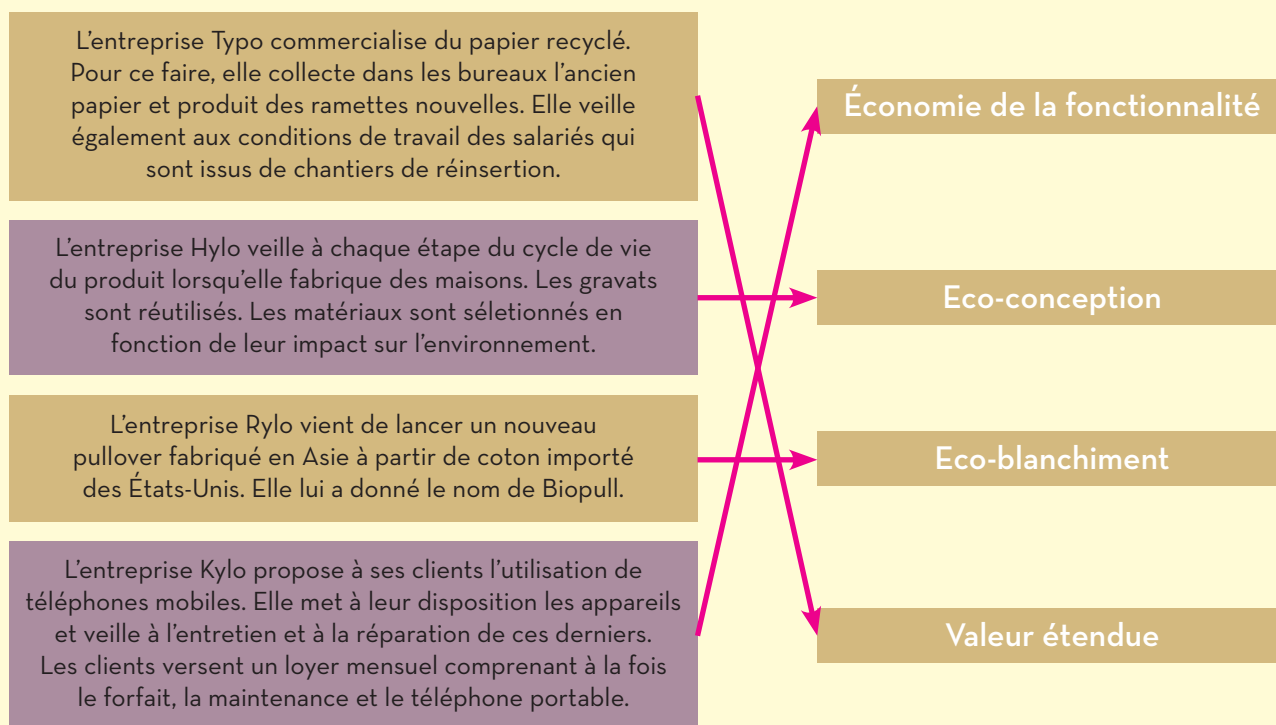 L'entreprise Typo commercialise du papier recyclé.
Pour ce faire, elle collecte dans les bureaux l'ancien
papier et produit des ramettes nouvelles. Elle veille
également aux conditions de travail des salariés qui
sont issus de chantiers de réinsertion.
L'entreprise Hylo veille à chaque étape du cycle de vie
du produit lorsqu'elle fabrique des maisons. Les gravats
sont réutilisés. Les matériaux sont séletionnés en
fonction de leur impact sur l'environnement.
L'entreprise Rylo vient de lancer un nouveau
pullover fabriqué en Asie à partir de coton importé
des États-Unis. Elle lui a donné le nom de Biopull.
L'entreprise Kylo propose à ses clients l'utilisation de
téléphones mobiles. Elle met à leur disposition les appareils
et veille à l'entretien et à la réparation de ces derniers.
Les clients versent un loyer mensuel comprenant à la fois
le forfait, la maintenance et le téléphone portable.
Économie de la fonctionnalité
Eco-conception
Eco-blanchiment
Valeur étendue